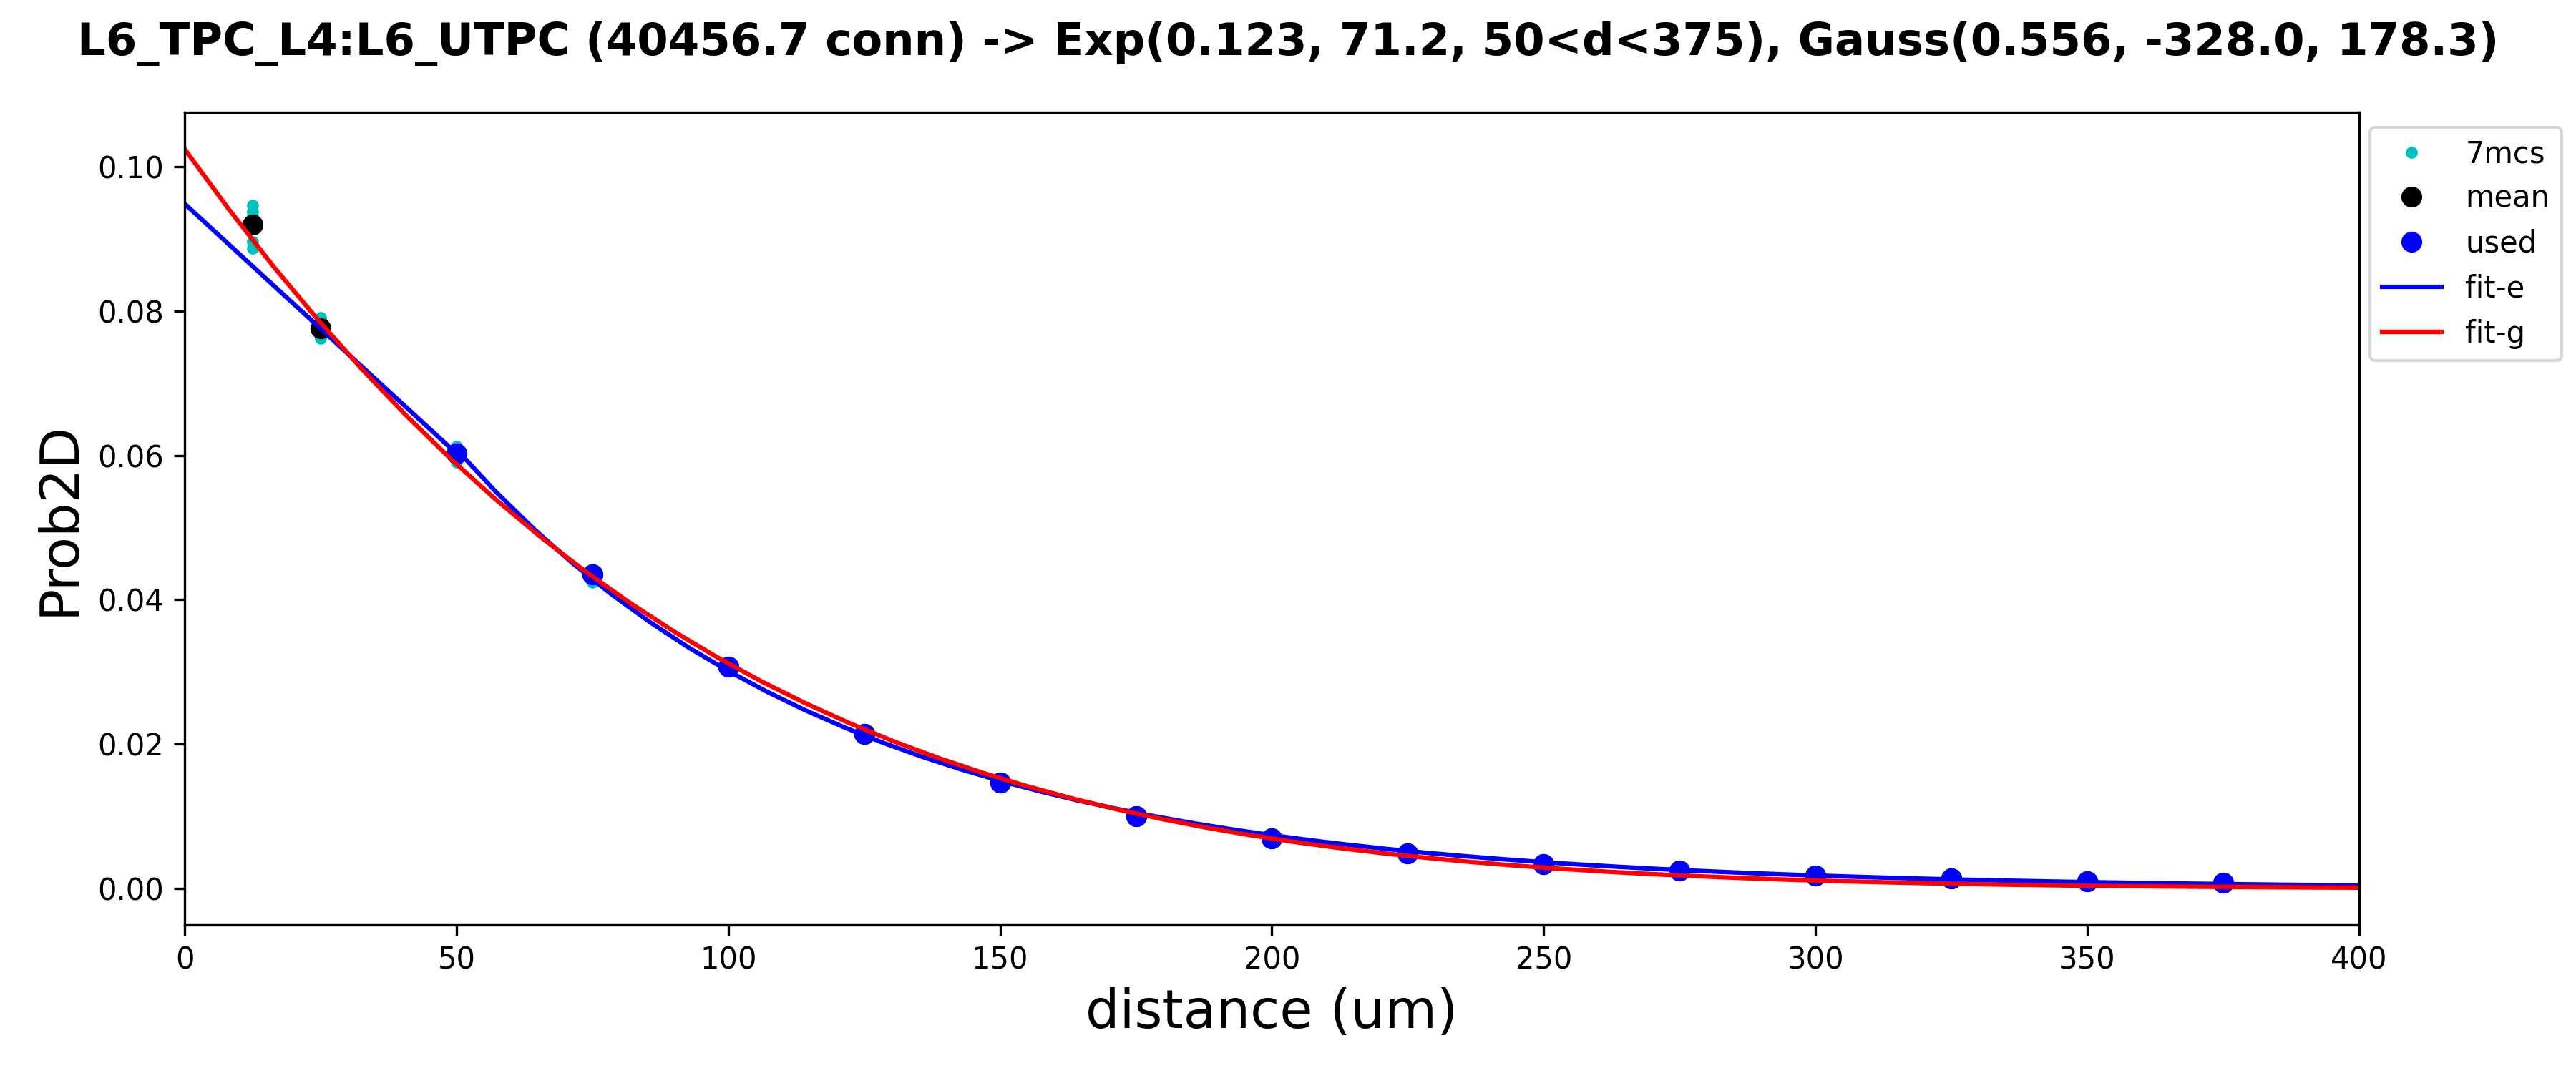 L6_TPC_L4:L6_UTPC (40456.7 conn) -> Exp(0.123, 71.2, 50<d<375), Gauss(0.556, -328.0, 178.3)
7mcs
mean
used
fit-e
fit-g
Prob2D
0.10
0.08
0.06
0.04
0.02
0.00
0 50 100 150 200 250 300 350 400
distance (um)